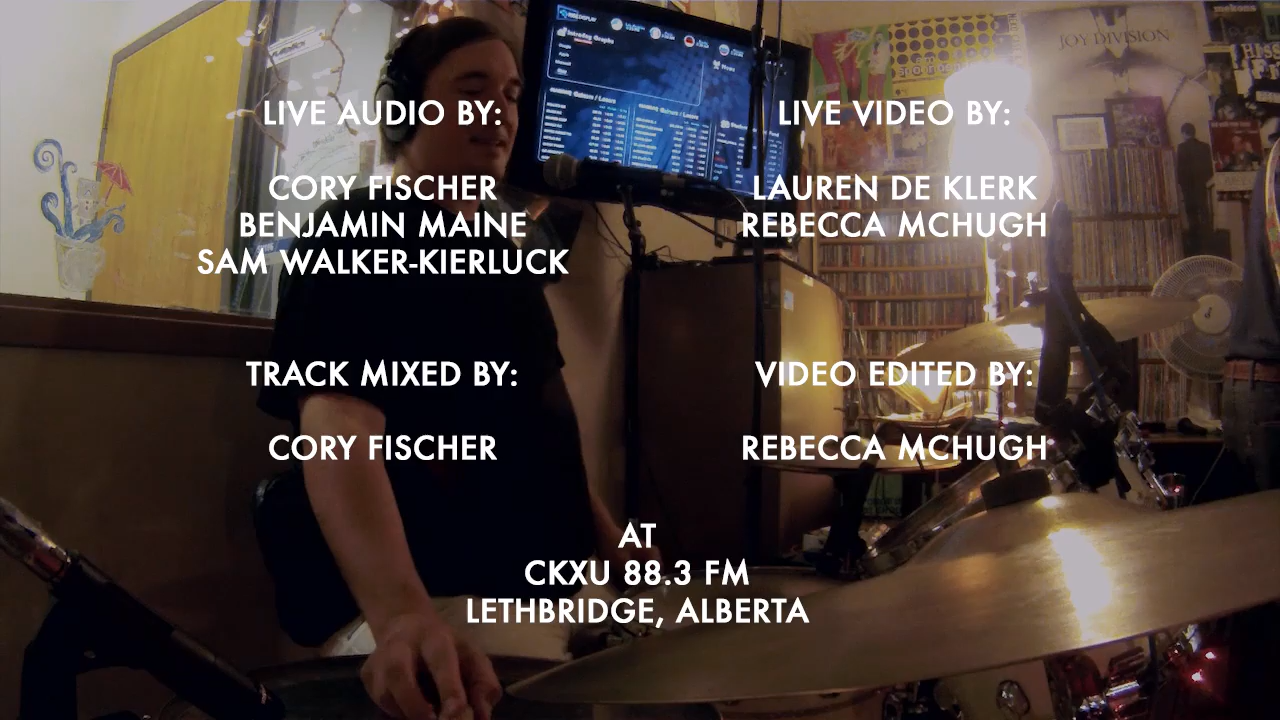 LIVE AUDIO BY:
CORY FISCHER
BENJAMIN MAINE
SAM WALKER-KIERLUCK
LIVE VIDEO BY:
LAUREN DE KLERK
REBECCA MCHUGH
TRACK MIXED BY:
CORY FISCHER
VIDEO EDITED BY:
REBECCA MCHUGH
AT
CKXU 88.3 FM
LETHBRIDGE, ALBERTA
JOY DIVISION